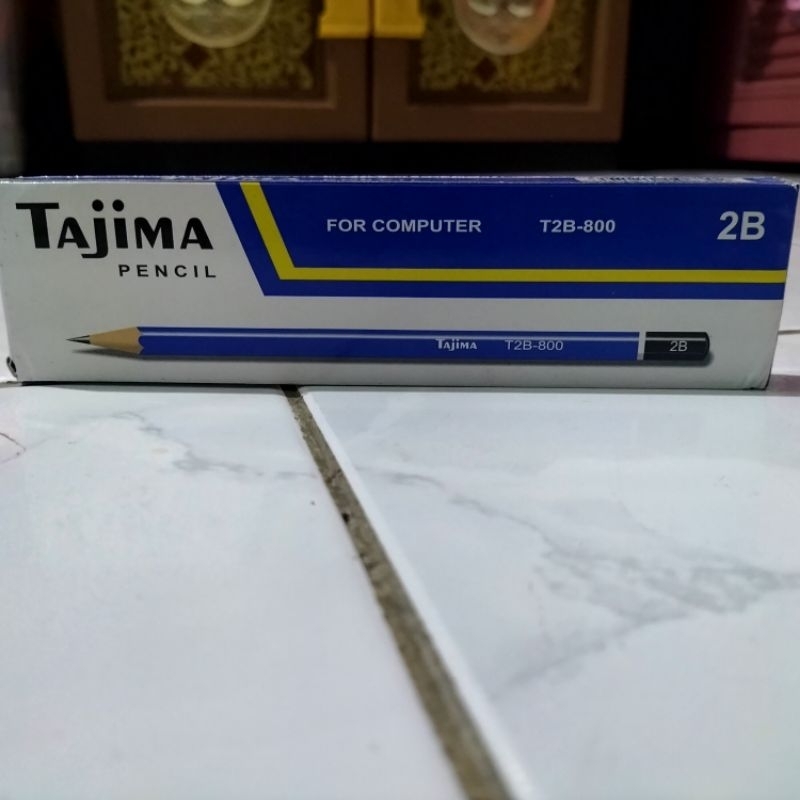 TAJIMA
PENCIL
FOR COMPUTER T2B-800 2B
TAJIMA T2B-800 2B